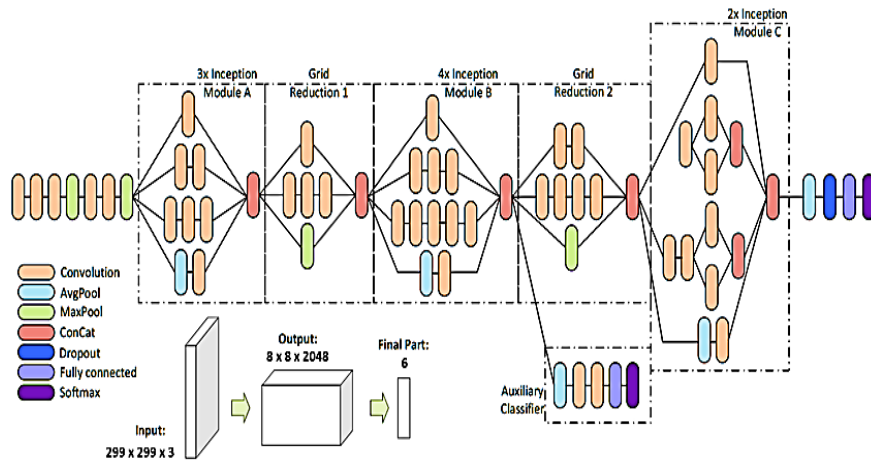 2x Inception
Module C
3x Inception
Module A
Grid
Reduction 1
4x Inception
Module B
Grid
Reduction 2
Convolution
AvgPool
MaxPool
ConCat
Dropout
Fully connected
Softmax
Input:
299 x 299 x 3
Output:
8 x 8 x 2048
Final Part:
6
Auxiliary
Classifier